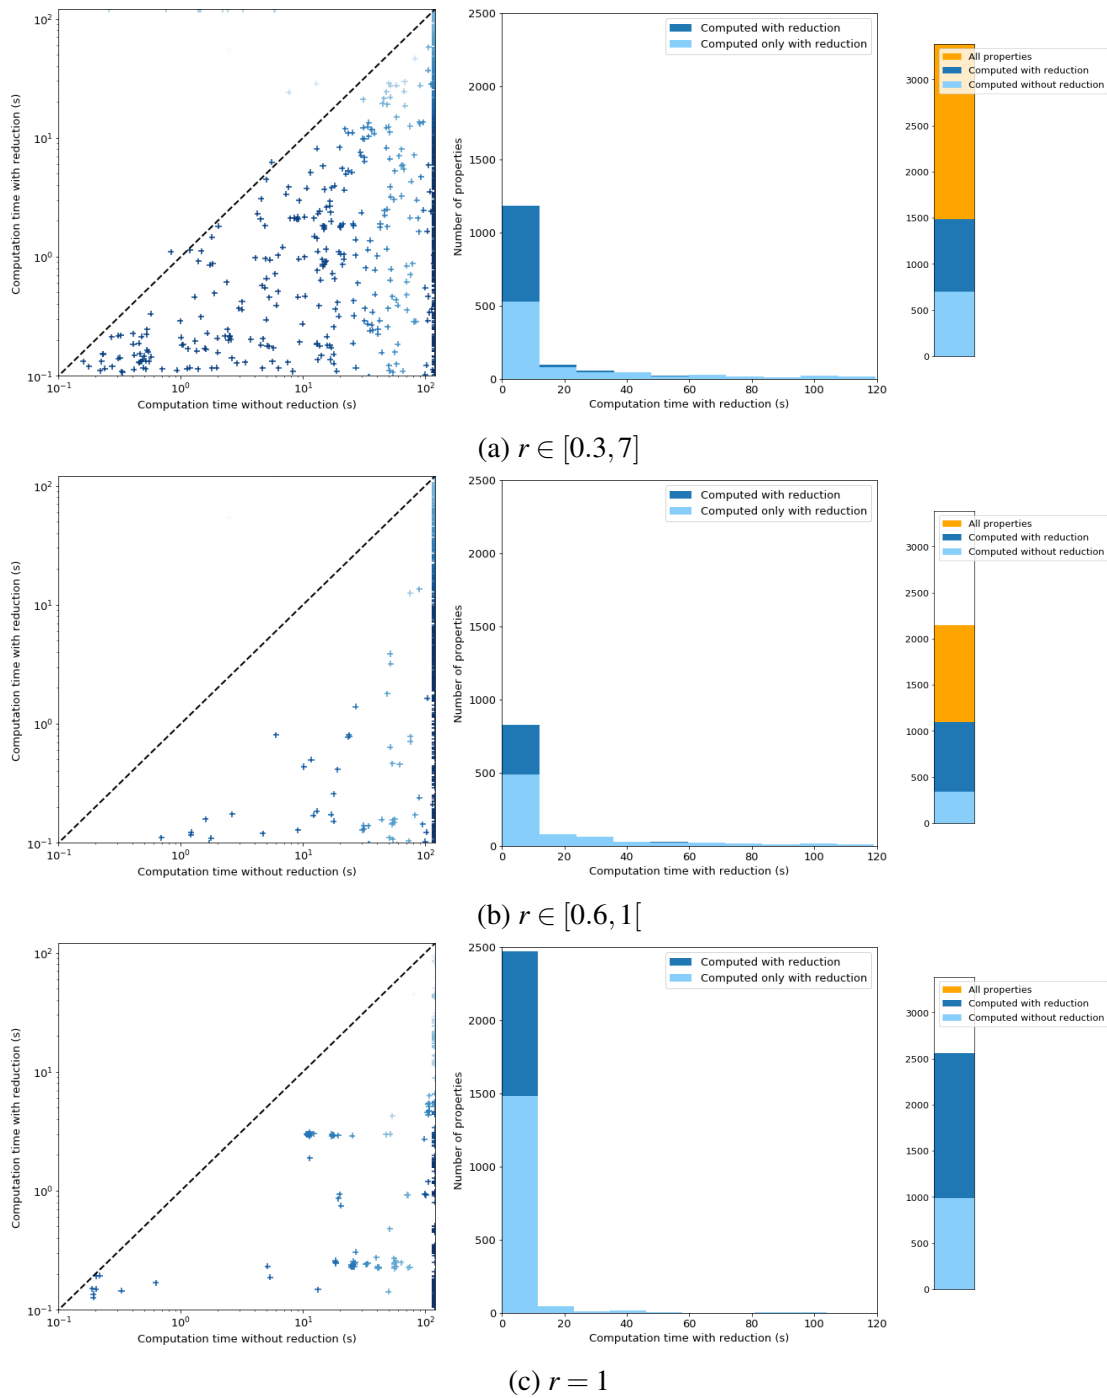 10²
10¹
10⁰
10⁻¹
Computation time with reduction (s)
10⁻¹ 10⁰ 10¹ 10²
Computation time without reduction (s)
2500
2000
1500
1000
500
0
Number of properties
Computed with reduction
Computed only with reduction
0 20 40 60 80 100 120
Computation time with reduction (s)
3000
2500
2000
1500
1000
500
0
All properties
Computed with reduction
Computed without reduction
(a) r ∈ [0.3, 7]
10²
10¹
10⁰
10⁻¹
Computation time with reduction (s)
10⁻¹ 10⁰ 10¹ 10²
Computation time without reduction (s)
2500
2000
1500
1000
500
0
Number of properties
Computed with reduction
Computed only with reduction
0 20 40 60 80 100 120
Computation time with reduction (s)
3000
2500
2000
1500
1000
500
0
All properties
Computed with reduction
Computed without reduction
(b) r ∈ [0.6, 1[
10²
10¹
10⁰
10⁻¹
Computation time with reduction (s)
10⁻¹ 10⁰ 10¹ 10²
Computation time without reduction (s)
2500
2000
1500
1000
500
0
Number of properties
Computed with reduction
Computed only with reduction
0 20 40 60 80 100 120
Computation time with reduction (s)
3000
2500
2000
1500
1000
500
0
All properties
Computed with reduction
Computed without reduction
(c) r = 1